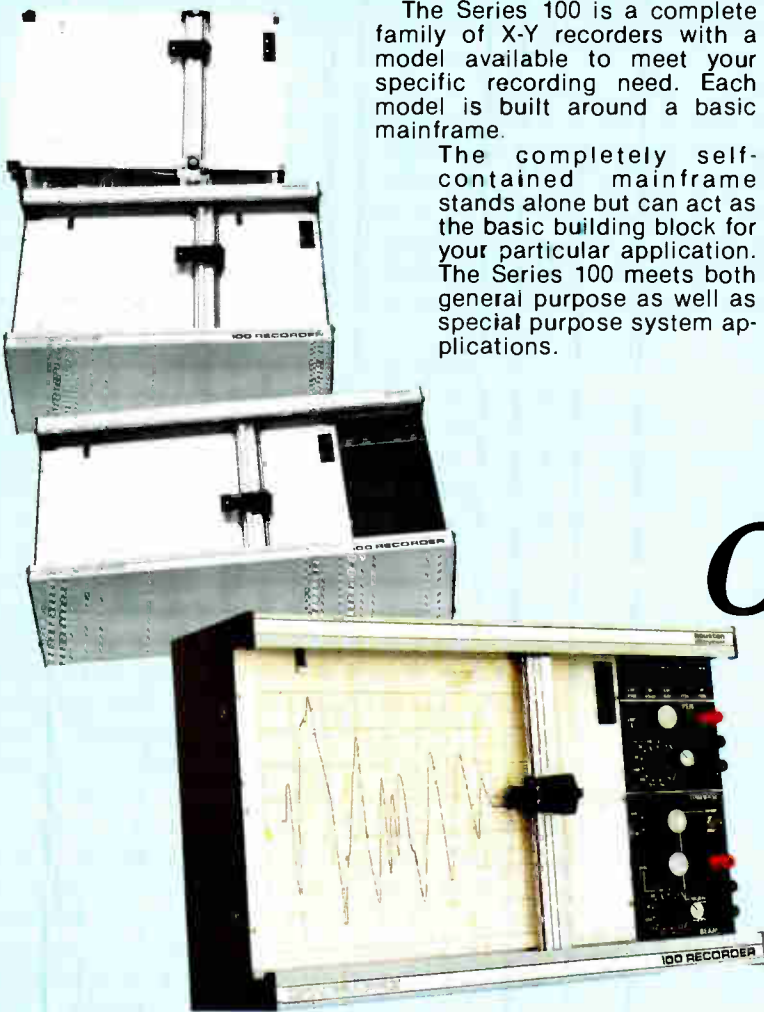 The Series 100 is a complete
family of X-Y recorders with a
model available to meet your
specific recording need. Each
model is built around a basic
mainframe.
The completely self-
contained mainframe
stands alone but can act as
the basic building block for
your particular application.
The Series 100 meets both
general purpose as well as
special purpose system ap-
plications.
100 RECORDER
100 RECORDER
houston
PEN
BEAM
100 RECORDER